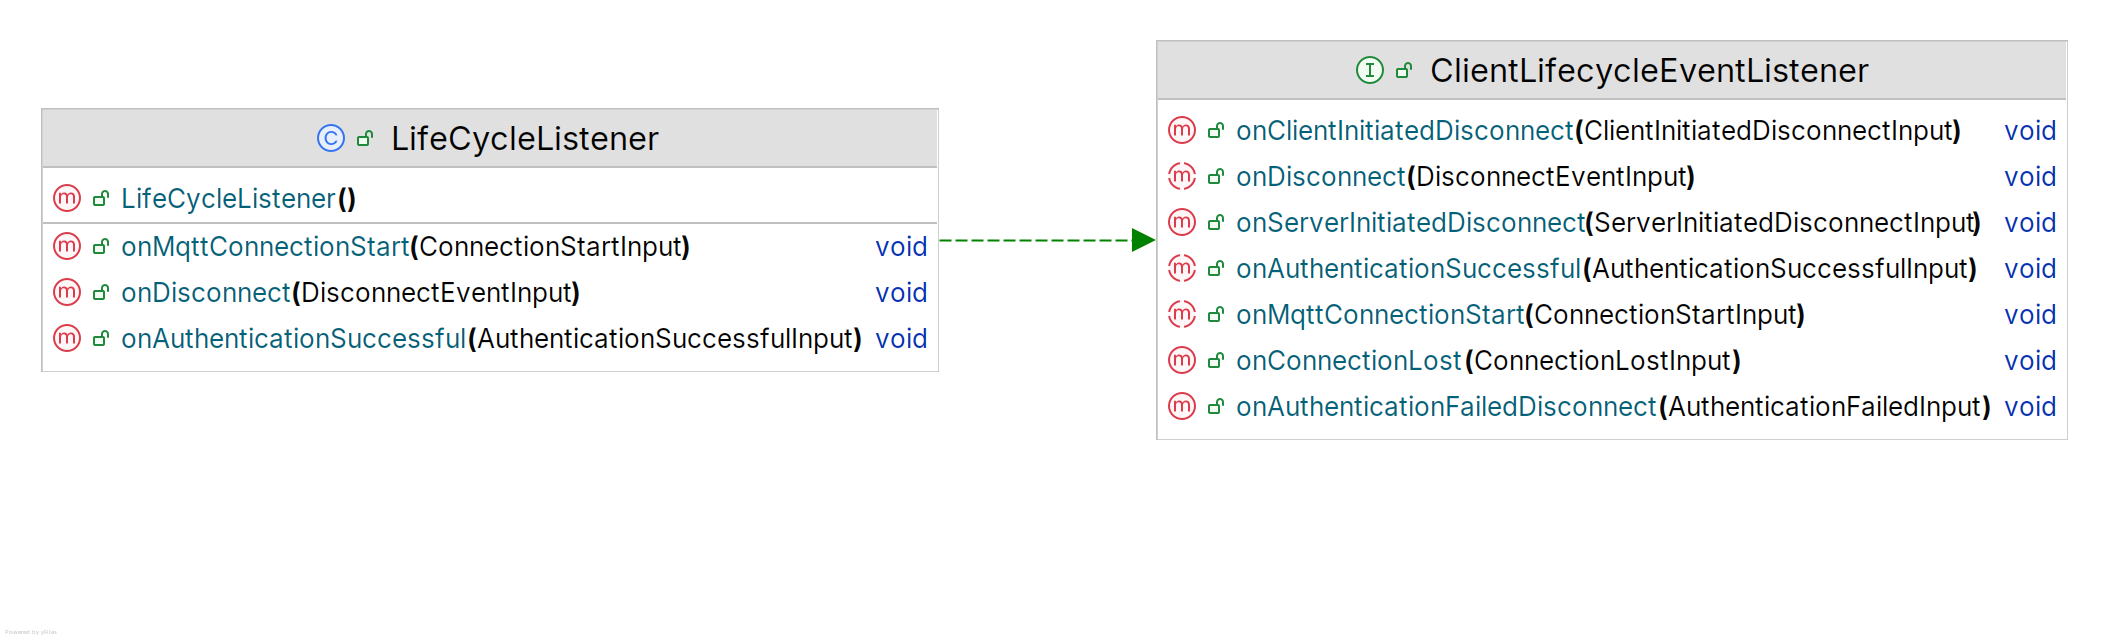 LifeCycleListener
LifeCycleListener()
onMqttConnectionStart(ConnectionStartInput) void
onDisconnect(DisconnectEventInput) void
onAuthenticationSuccessful(AuthenticationSuccessfulInput) void
ClientLifecycleEventListener
onClientInitiatedDisconnect(ClientInitiatedDisconnectInput) void
onDisconnect(DisconnectEventInput) void
onServerInitiatedDisconnect(ServerInitiatedDisconnectInput) void
onAuthenticationSuccessful(AuthenticationSuccessfulInput) void
onMqttConnectionStart(ConnectionStartInput) void
onConnectionLost(ConnectionLostInput) void
onAuthenticationFailedDisconnect(AuthenticationFailedInput) void
Powered by yFiles